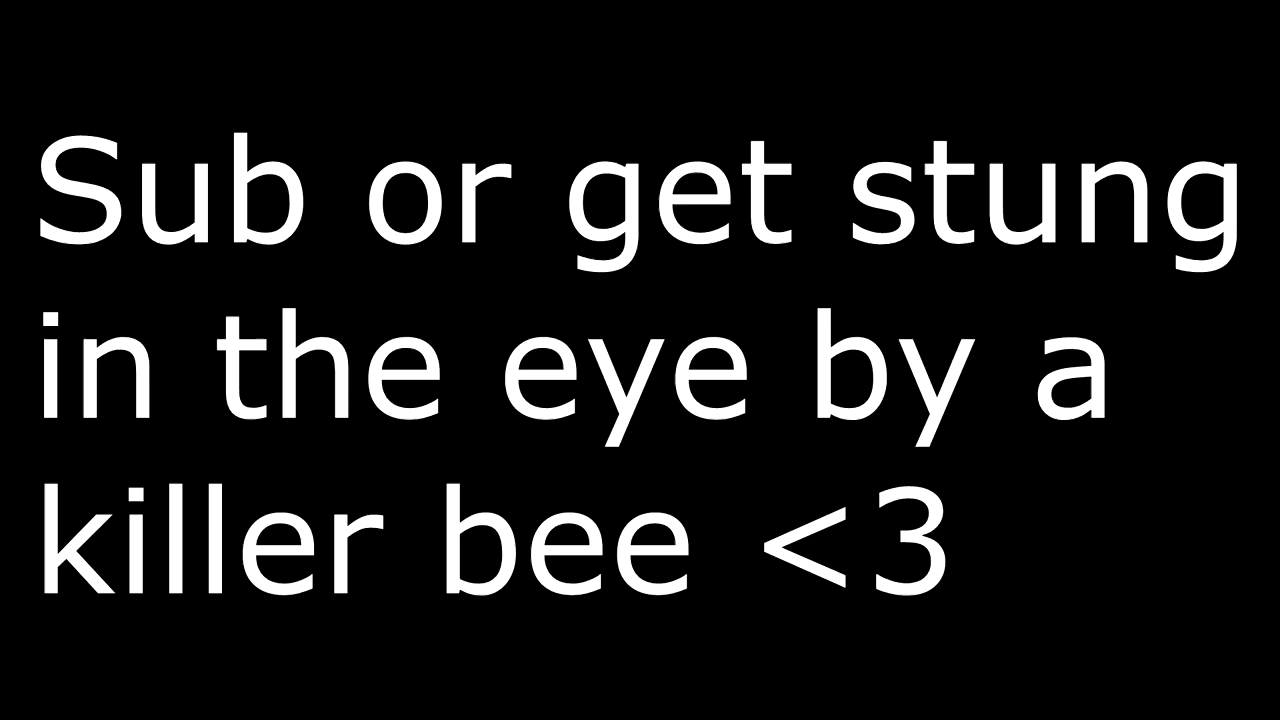 Sub or get stung
in the eye by a
killer bee <3